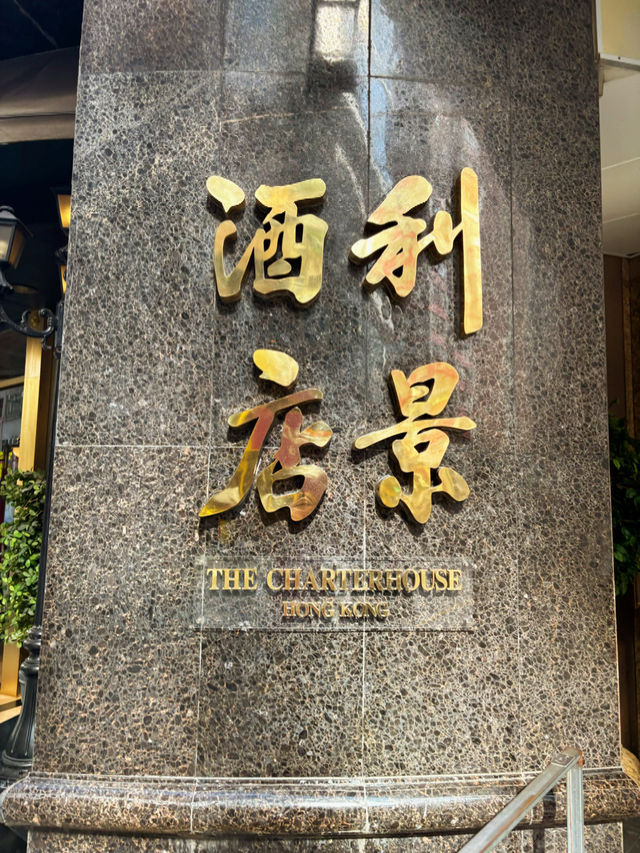 利景
酒店
THE CHARTERHOUSE
HONG KONG